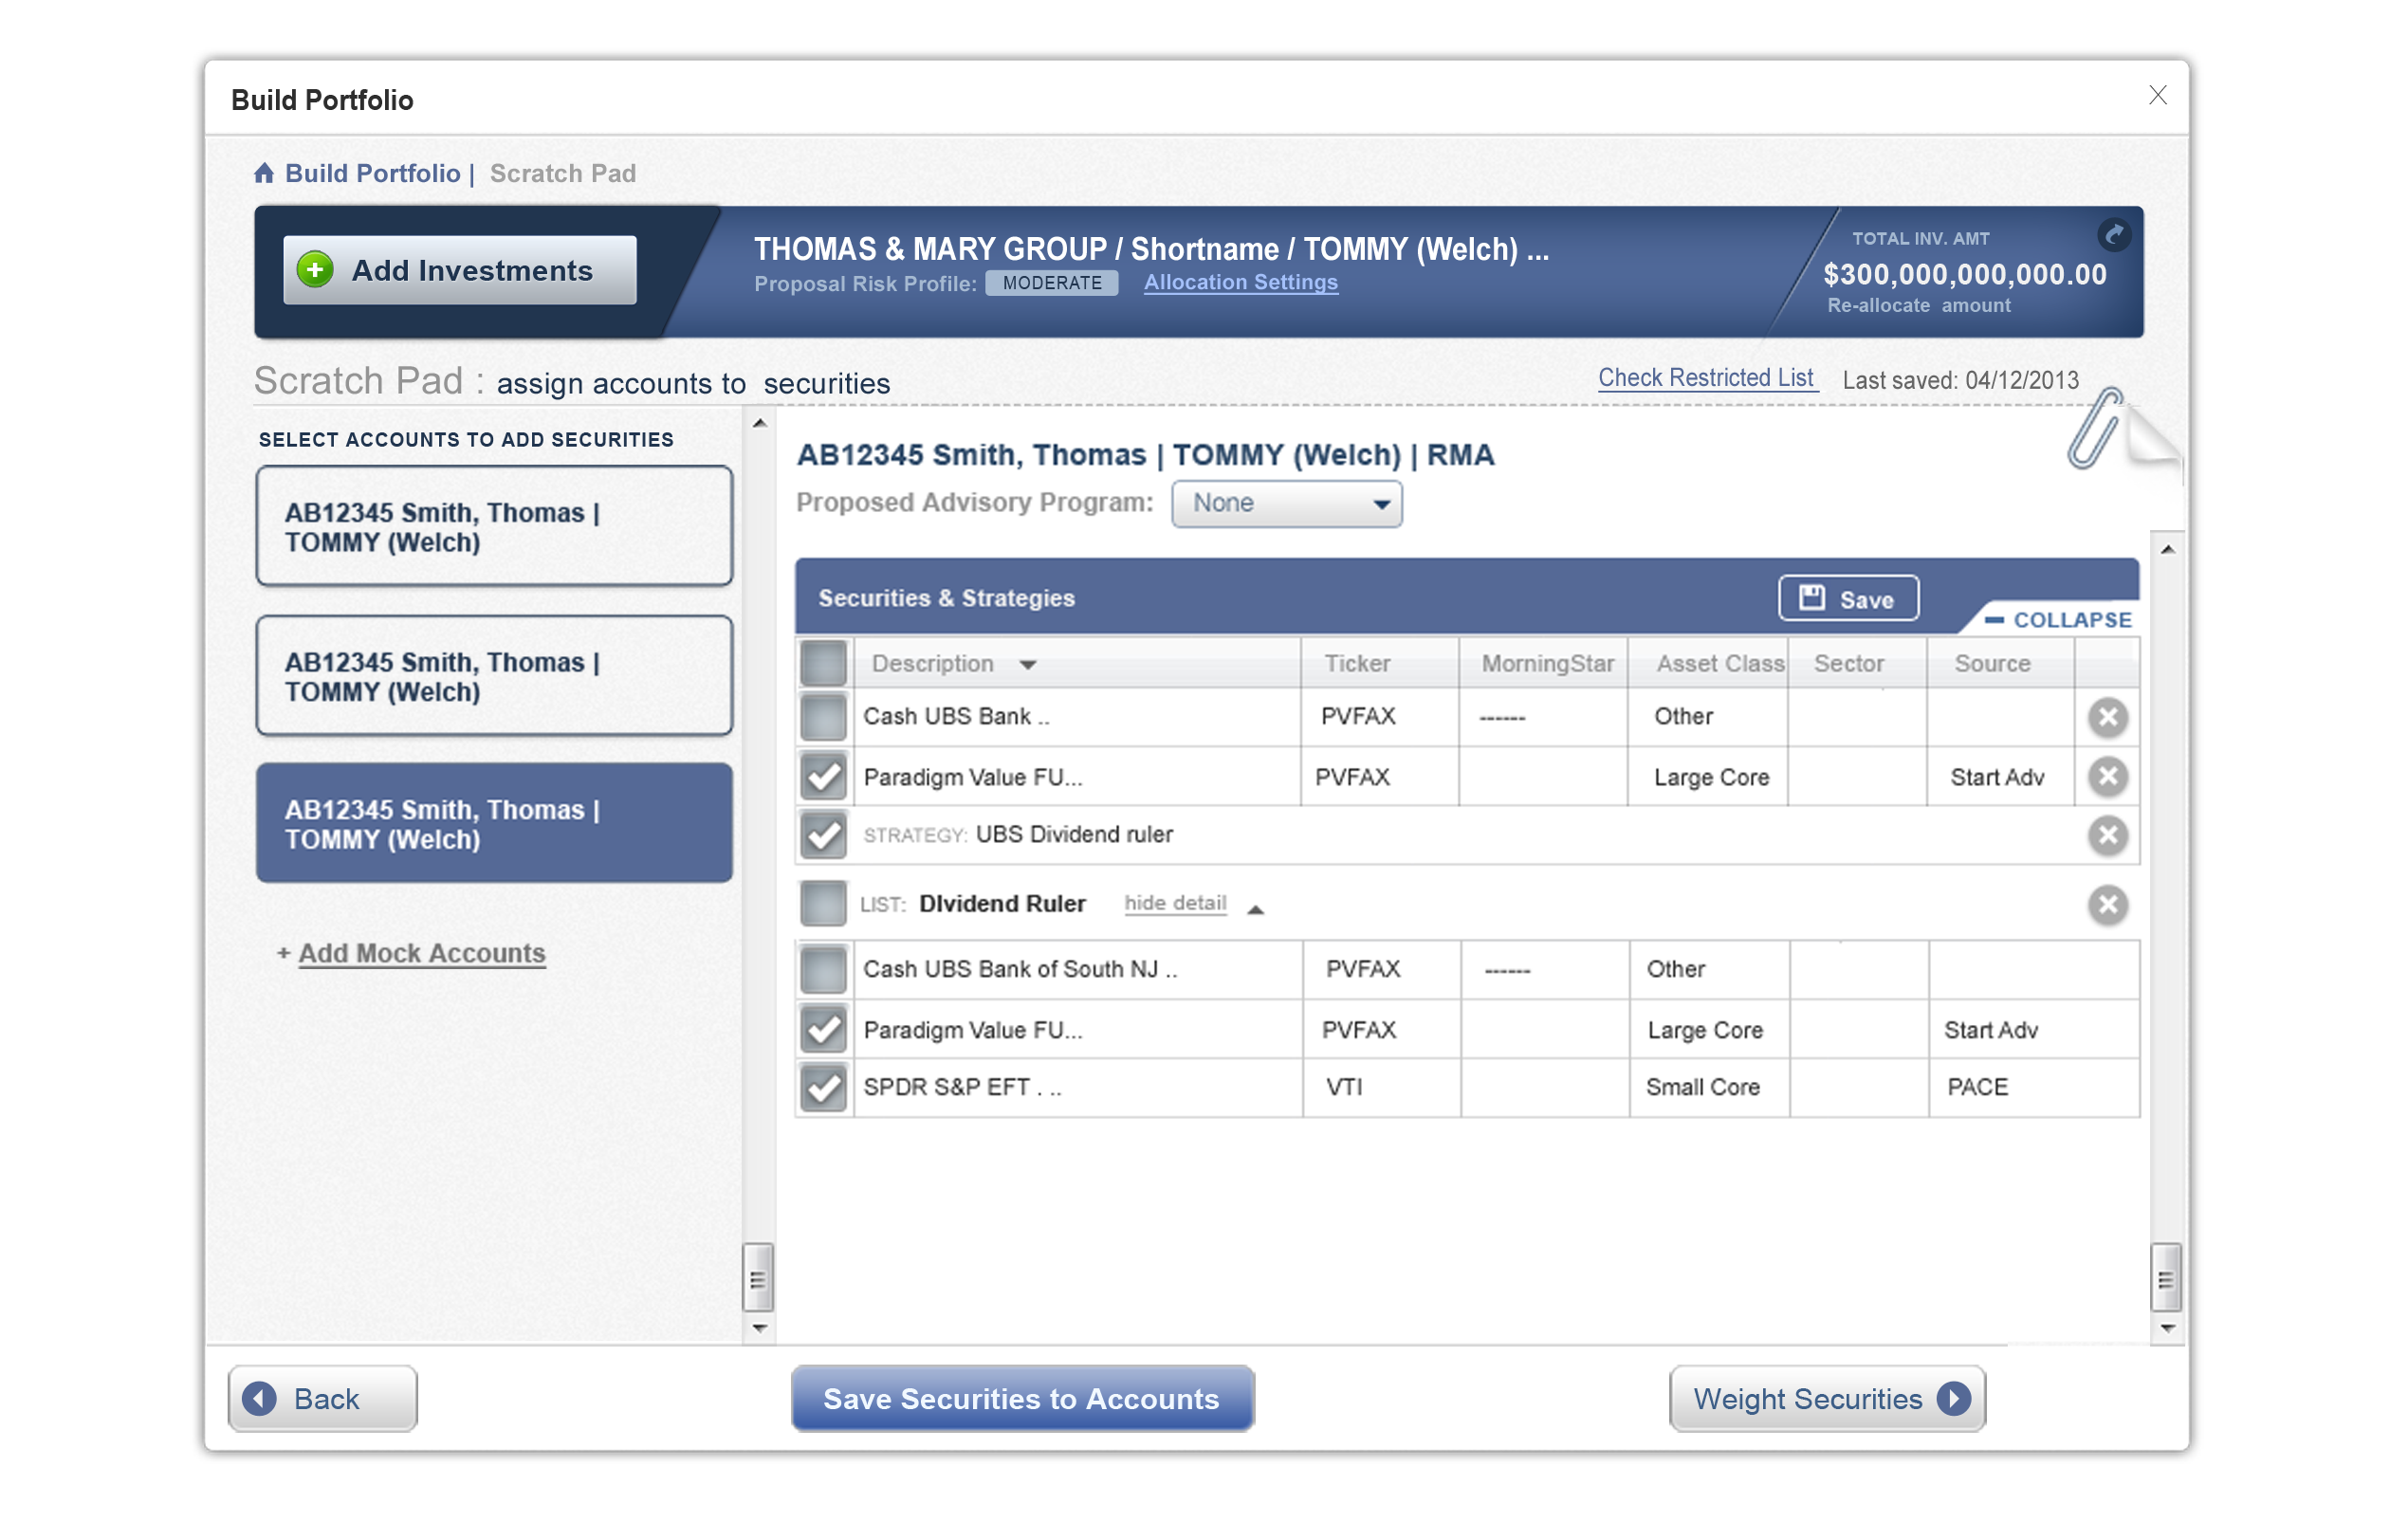 Build Portfolio
X
Build Portfolio | Scratch Pad
Add Investments
THOMAS & MARY GROUP / Shortname / TOMMY (Welch) ...
Proposal Risk Profile: MODERATE Allocation Settings
TOTAL INV. AMT
$300,000,000,000.00
Re-allocate amount
Scratch Pad : assign accounts to securities
Check Restricted List Last saved: 04/12/2013
SELECT ACCOUNTS TO ADD SECURITIES
AB12345 Smith, Thomas |
TOMMY (Welch)
AB12345 Smith, Thomas |
TOMMY (Welch)
AB12345 Smith, Thomas |
TOMMY (Welch)
+ Add Mock Accounts
AB12345 Smith, Thomas | TOMMY (Welch) | RMA
Proposed Advisory Program: None
Securities & Strategies Save
COLLAPSE
Description Ticker MorningStar Asset Class Sector Source
Cash UBS Bank .. PVFAX ------ Other
Paradigm Value FU... PVFAX Large Core Start Adv
STRATEGY: UBS Dividend ruler
LIST: DIvidend Ruler hide detail
Cash UBS Bank of South NJ .. PVFAX ------ Other
Paradigm Value FU... PVFAX Large Core Start Adv
SPDR S&P EFT . .. VTI Small Core PACE
Back
Save Securities to Accounts
Weight Securities